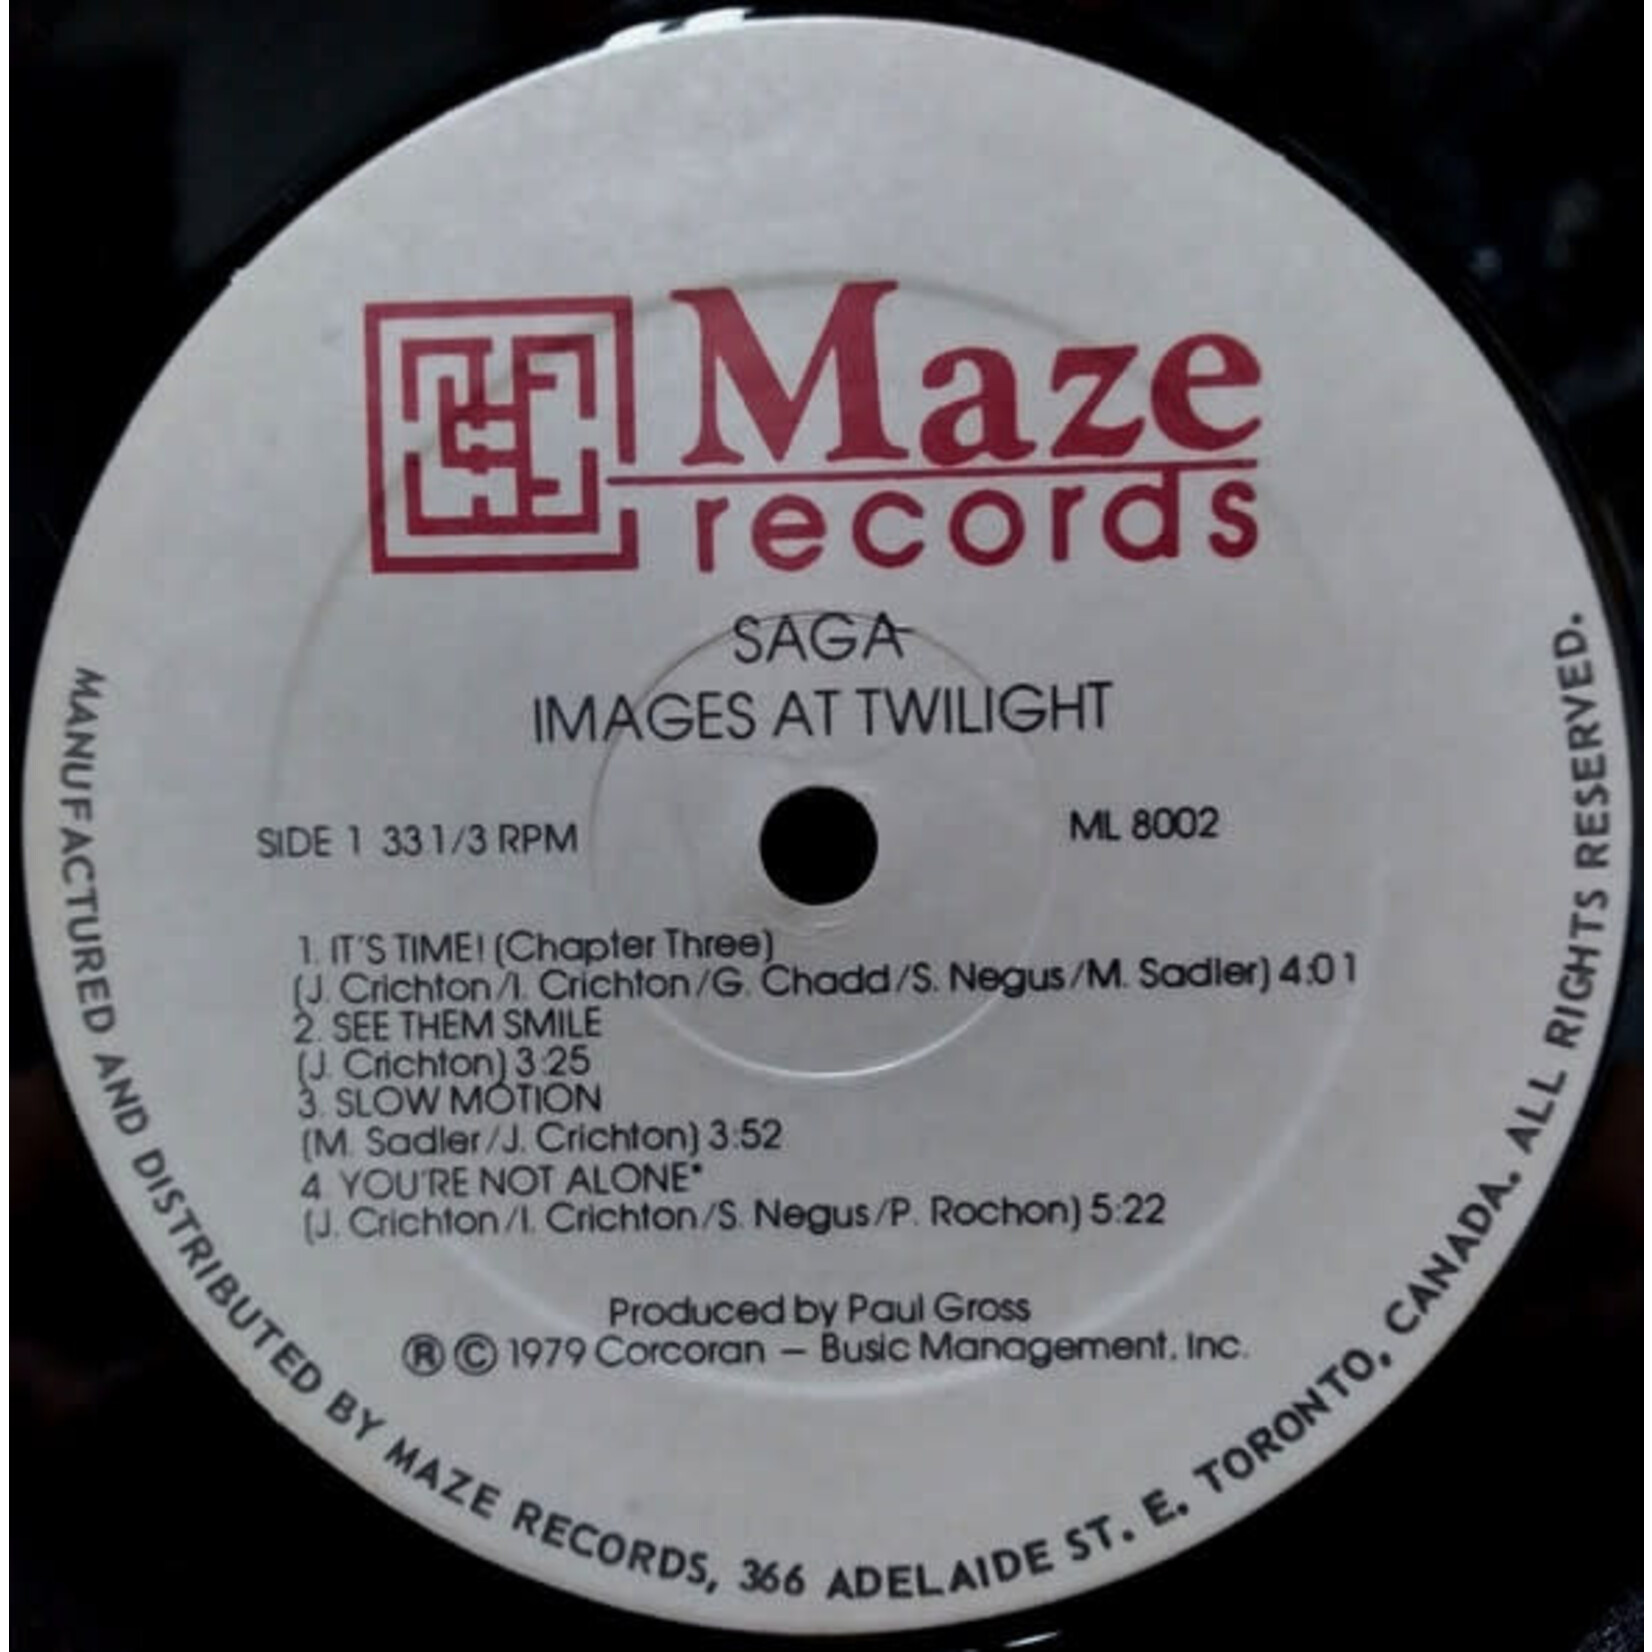 Maze
records
SAGA
IMAGES AT TWILIGHT
SIDE 1 33 1/3 RPM
ML 8002
1. IT'S TIME! (Chapter Three)
(J. Crichton/I. Crichton/G. Chadd/S. Negus/M. Sadler) 4:01
2. SEE THEM SMILE
(J. Crichton) 3:25
3. SLOW MOTION
(M. Sadler/J. Crichton) 3:52
4. YOU'RE NOT ALONE*
(J. Crichton/I. Crichton/S. Negus/P. Rochon) 5:22
Produced by Paul Gross
® © 1979 Corcoran – Busic Management, Inc.
MANUFACTURED AND DISTRIBUTED BY MAZE RECORDS, 366 ADELAIDE ST. E. TORONTO, CANADA. ALL RIGHTS RESERVED.